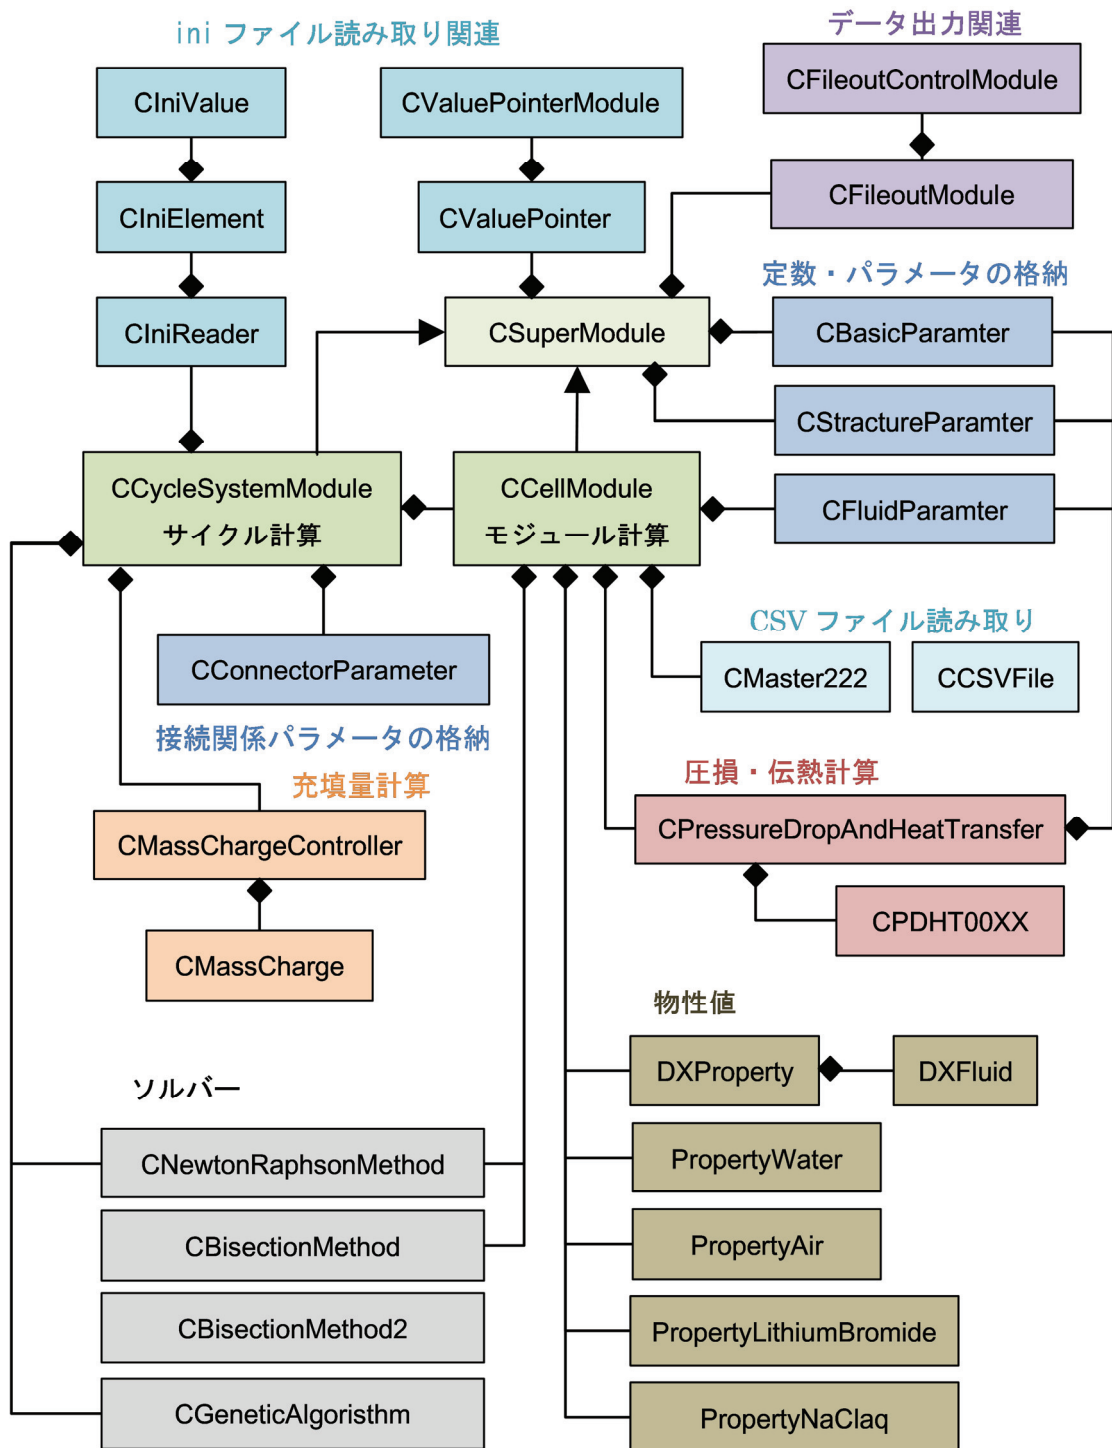 ini ファイル読み取り関連
データ出力関連
CIniValue
CValuePointerModule
CFileoutControlModule
CIniElement
CValuePointer
CFileoutModule
定数・パラメータの格納
CIniReader
CSuperModule
CBasicParamter
CStractureParamter
CCycleSystemModule
サイクル計算
CCellModule
モジュール計算
CFluidParamter
CSV ファイル読み取り
CConnectorParameter
CMaster222
CCSVFile
接続関係パラメータの格納
充填量計算
圧損・伝熱計算
CMassChargeController
CPressureDropAndHeatTransfer
CPDHT00XX
CMassCharge
物性値
DXProperty
DXFluid
ソルバー
CNewtonRaphsonMethod
PropertyWater
CBisectionMethod
PropertyAir
CBisectionMethod2
PropertyLithiumBromide
CGeneticAlgoristhm
PropertyNaClaq